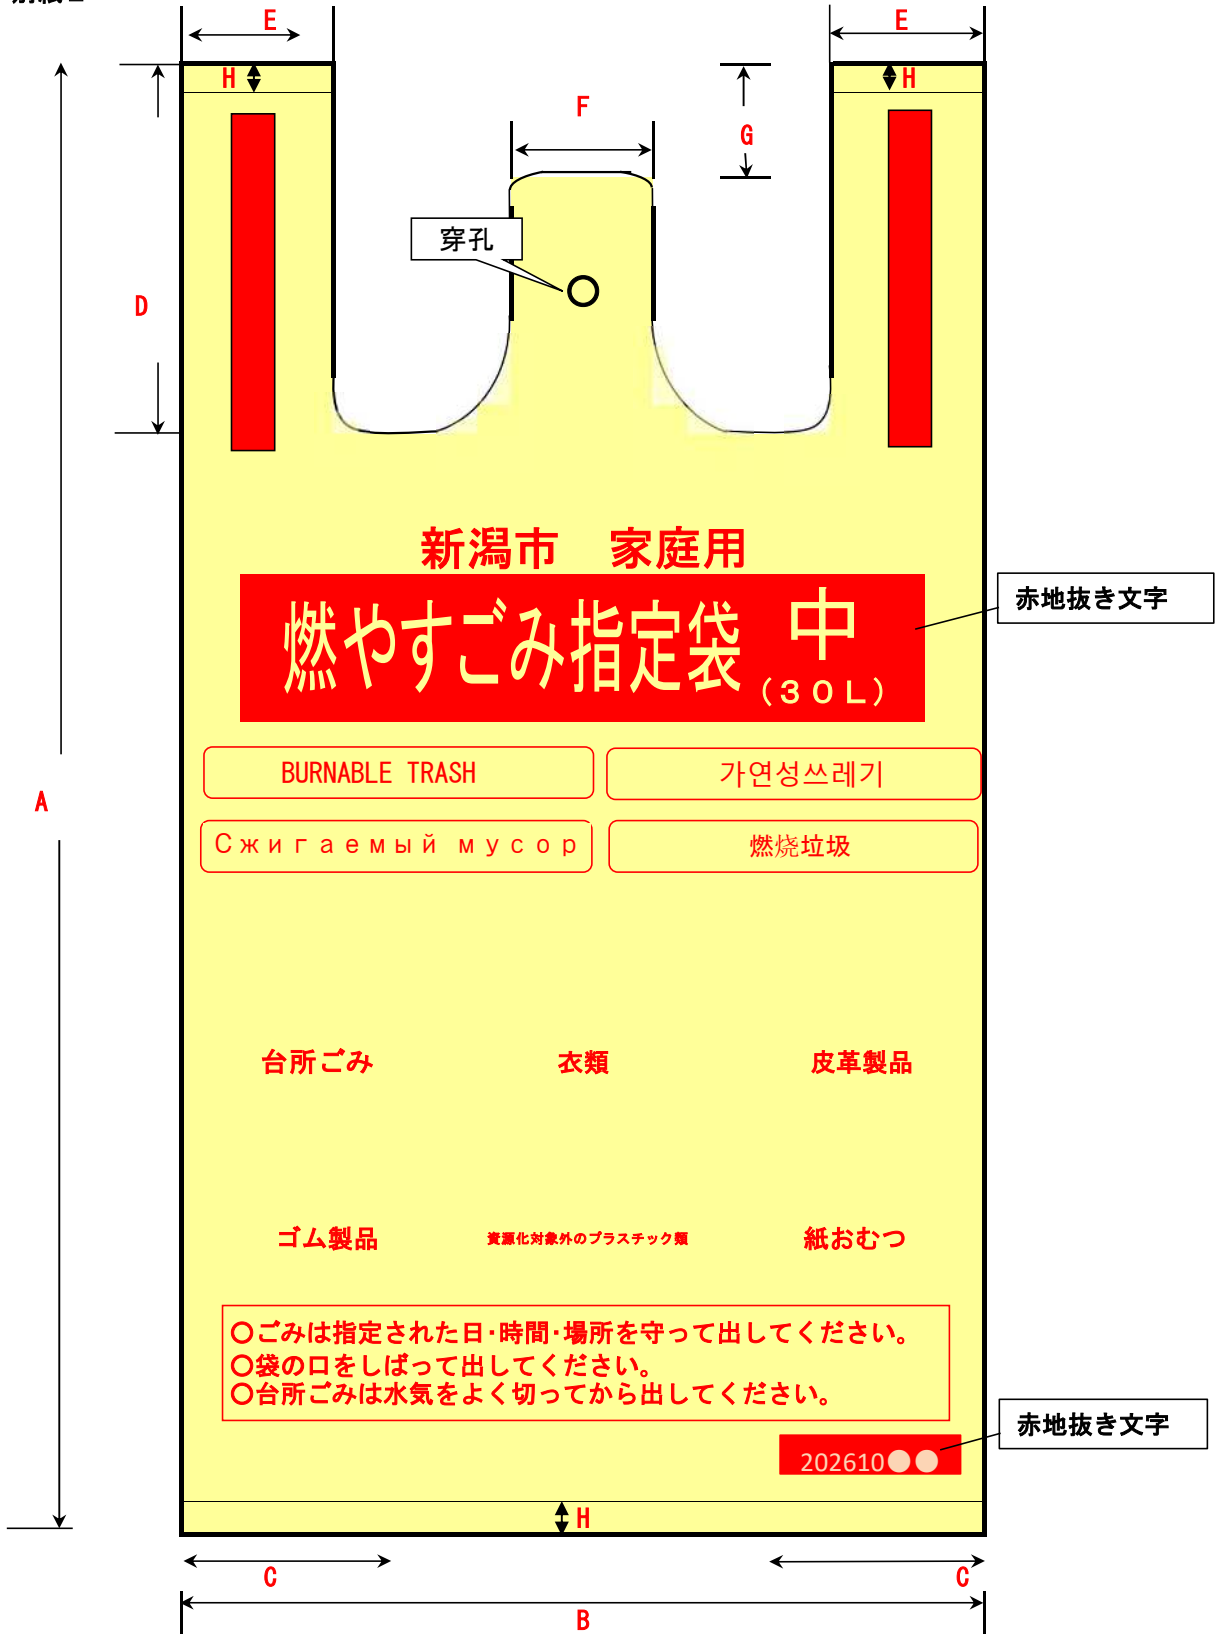 E
E
H
H
F
G
穿孔
D
新潟市　家庭用
燃やすごみ指定袋 中
(３０Ｌ)
赤地抜き文字
BURNABLE TRASH
가연성쓰레기
A
Сжигаемый мусор
燃烧垃圾
台所ごみ
衣類
皮革製品
ゴム製品
資源化対象外のプラスチック類
紙おむつ
〇ごみは指定された日・時間・場所を守って出してください。
〇袋の口をしばって出してください。
〇台所ごみは水気をよく切ってから出してください。
赤地抜き文字
202610●●
H
C
C
B